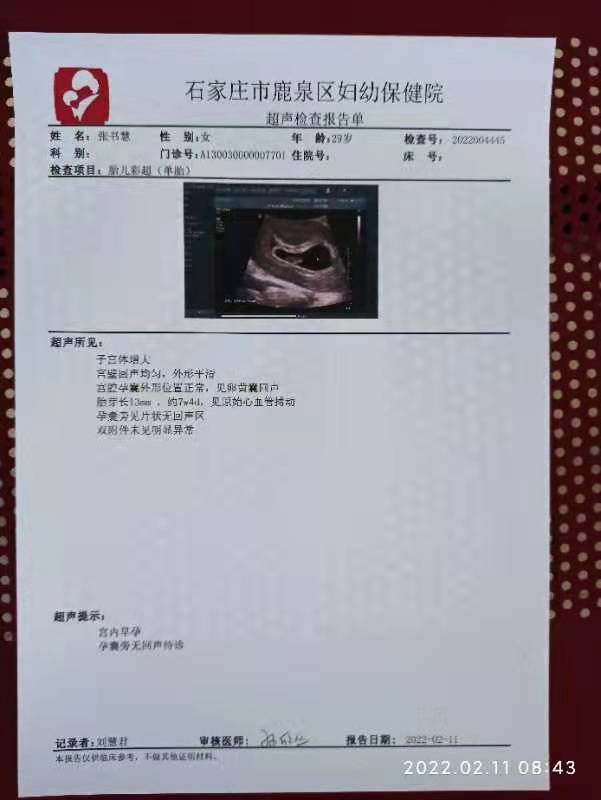 石家庄市鹿泉区妇幼保健院
超声检查报告单
姓 名：张书慧 性 别：女 年 龄：29岁 检查号：2022064445
科 别： 门诊号：A130030600007701 住院号： 床 号：
检查项目：胎儿彩超（单胎）
超声所见：
子宫体增大
宫壁回声均匀，外形平滑
宫腔孕囊外形位置正常，见卵黄囊回声
胎芽长13mm ，约7w4d，见原始心血管搏动
孕囊旁见片状无回声区
双附件未见明显异常
超声提示：
宫内早孕
孕囊旁无回声待诊
记录者：刘慧君 审核医师： 报告日期：2022-02-11
本报告仅供临床参考，不做其他证明材料。
2022.02.11 08:43